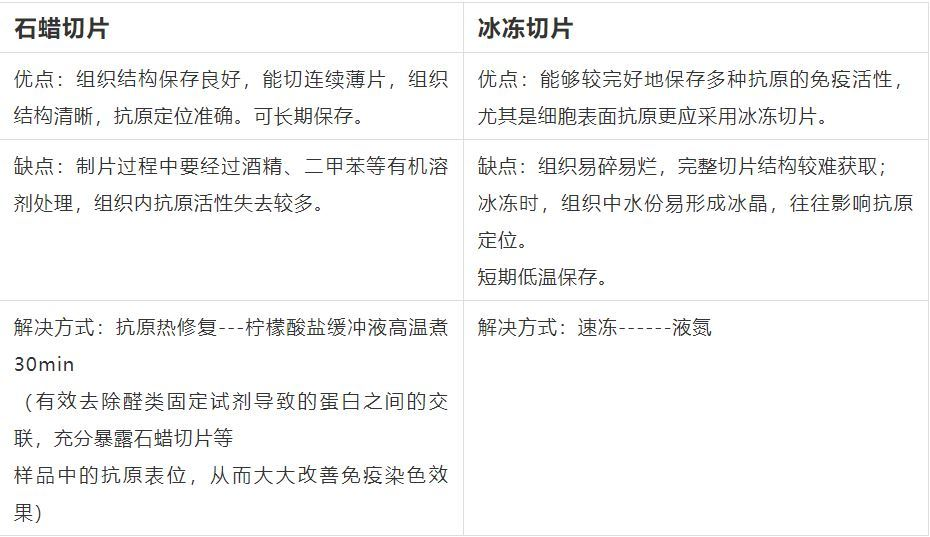 石蜡切片
冰冻切片
优点：组织结构保存良好，能切连续薄片，组织
结构清晰，抗原定位准确。可长期保存。
优点：能够较完好地保存多种抗原的免疫活性，
尤其是细胞表面抗原更应采用冰冻切片。
缺点：制片过程中要经过酒精、二甲苯等有机溶
剂处理，组织内抗原活性失去较多。
缺点：组织易碎易烂，完整切片结构较难获取；
冰冻时，组织中水份易形成冰晶，往往影响抗原
定位。
短期低温保存。
解决方式：抗原热修复---柠檬酸盐缓冲液高温煮
30min
（有效去除醛类固定试剂导致的蛋白之间的交
联，充分暴露石蜡切片等
样品中的抗原表位，从而大大改善免疫染色效
果）
解决方式：速冻------液氮